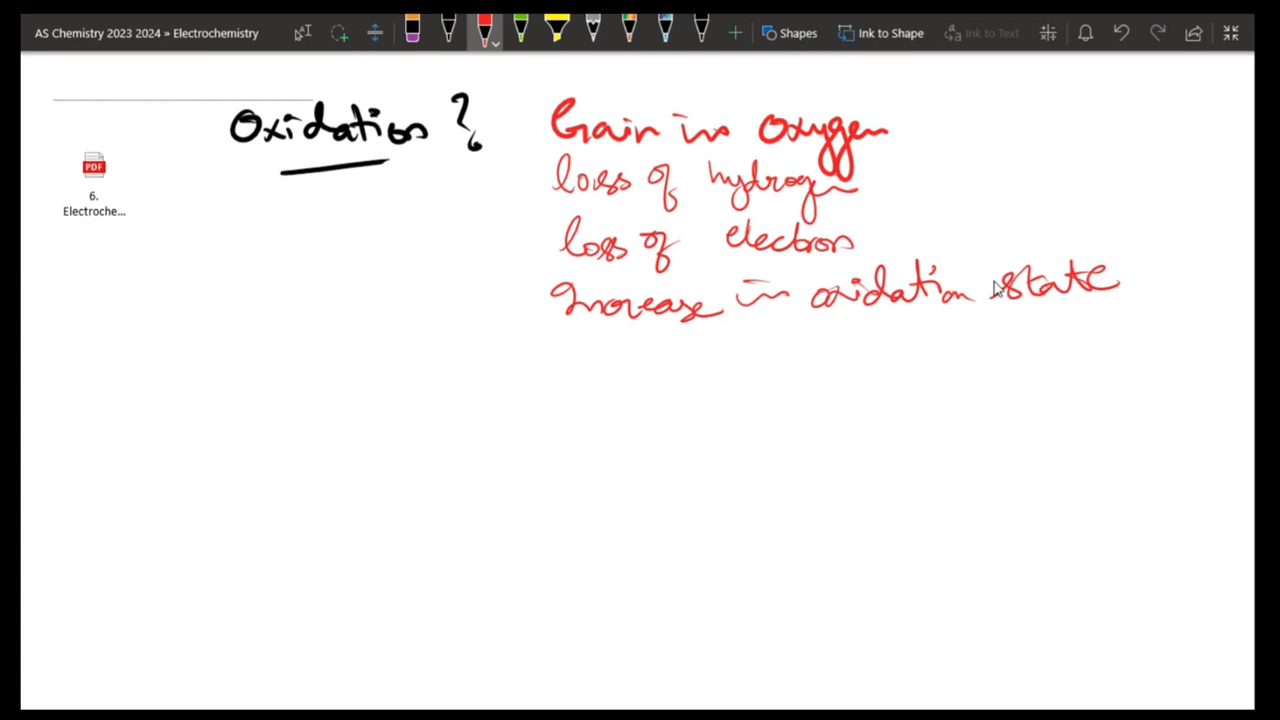 AS Chemistry 2023 2024 » Electrochemistry
Shapes
Ink to Shape
Ink to Text
Oxidation ?
Gain in oxygen
loss of hydrogen
loss of electron
Increase in oxidation state
PDF
6.
Electroche...